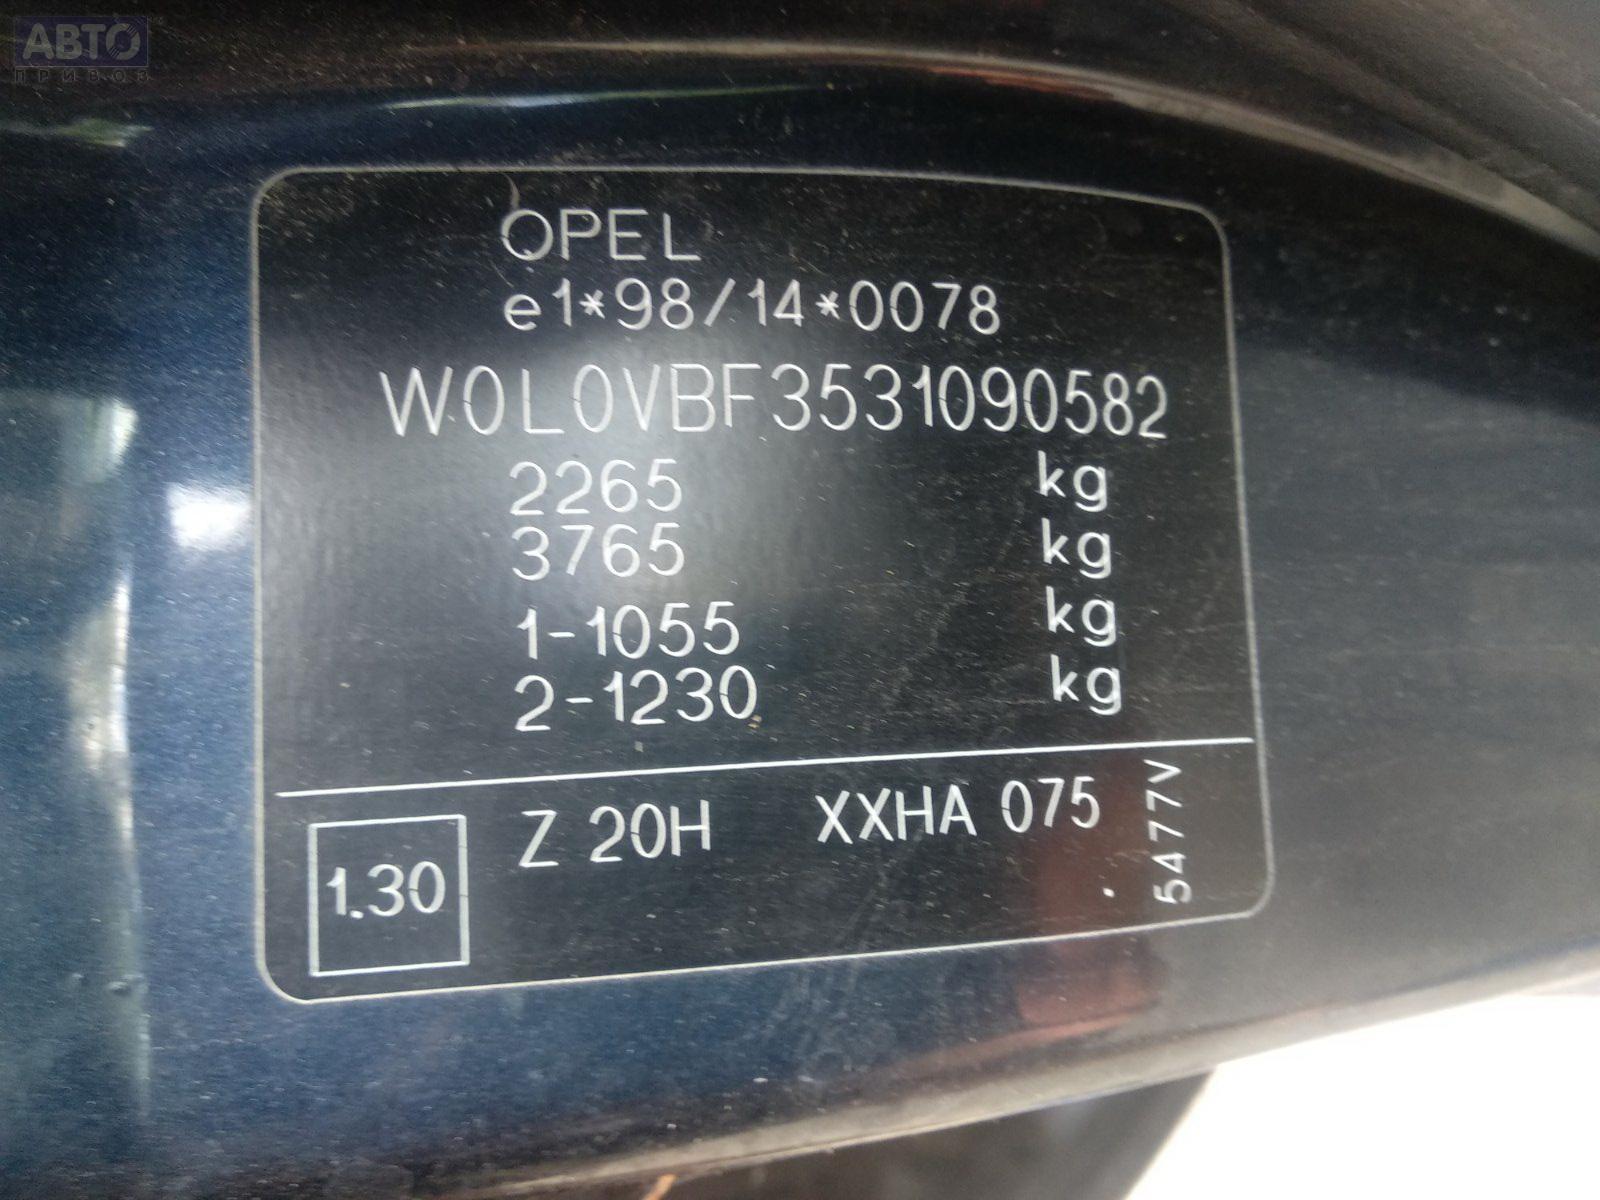 АВТО
ПРИВОЗ
OPEL
e1*98/14*0078
W0L0VBF3531090582
2265 kg
3765 kg
1-1055 kg
2-1230 kg
1.30 Z 20H XXHA 075
5477V